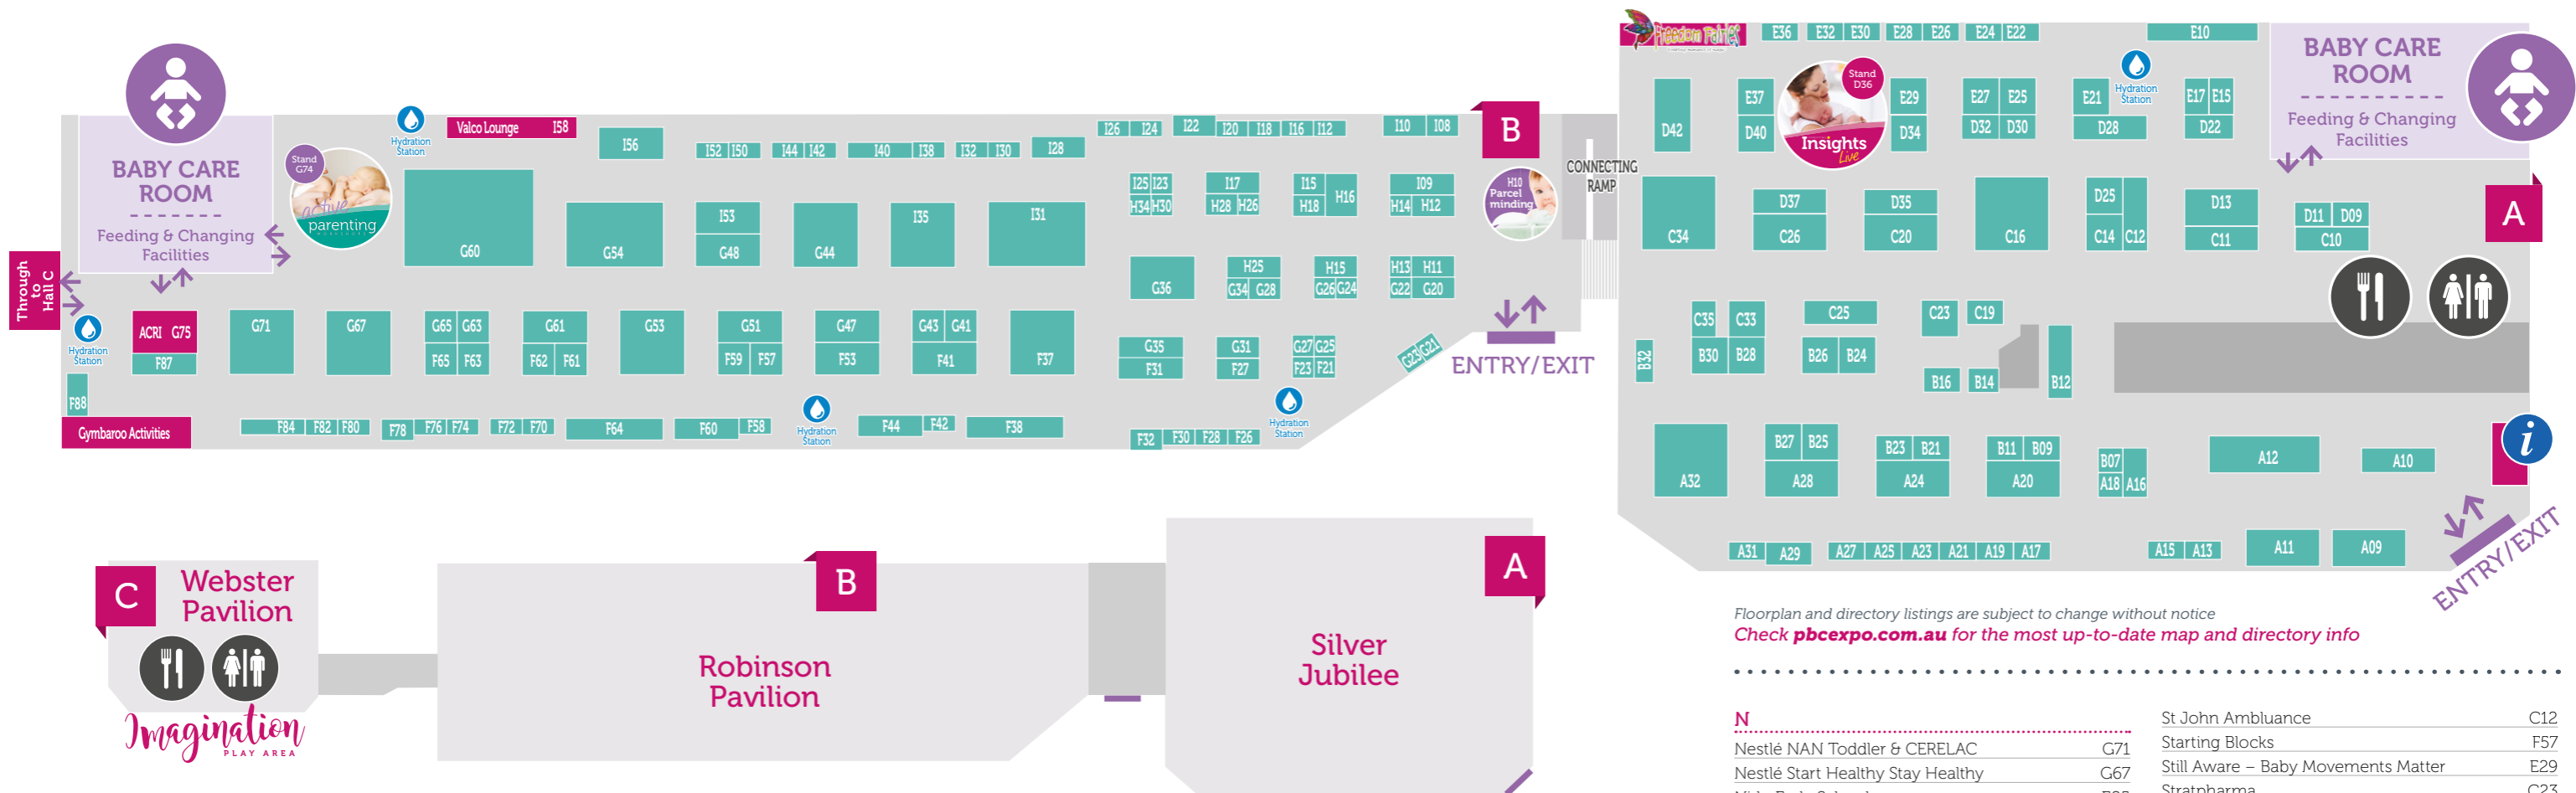 BABY CARE
ROOM
Feeding & Changing
Facilities
Through
to
Hall C
Hydration
Station
Stand
G74
active
parenting
Hydration
Station
Valco Lounge I58
I56
I52 I50
I44 I42
I40 I38
I32 I30
I28
I26 I24
I22
I20 I18 I16 I12
I10 I08
B
CONNECTING
RAMP
H10
Parcel
minding
G60
G54
I53
G48
G44
I35
I31
I25 I23
H34 H30
I17
H28 H26
I15
H18 H16
I09
H14 H12
G36
H25
G34 G28
H15
G26 G24
H13 H11
G22 G20
ENTRY/EXIT
ACRI G75
F87
G71
G67
G65 G63
F65 F63
G61
F62 F61
G53
G51
F59 F57
G47
F53
G43 G41
F41
F37
G35
F31
G31
F27
G27 G25
F23 F21
G23 G21
F88
Gymbaroo Activities
F84 F82 F80
F78 F76 F74
F72 F70
F64
F60 F58
Hydration
Station
F44 F42
F38
F32 F30 F28 F26
Hydration
Station
Freedom Fairies
E36
E32 E30
E28 E26
E24 E22
E10
BABY CARE
ROOM
Feeding & Changing
Facilities
D42
E37
D40
Stand
D36
Insights
Live
E29
D34
E27 E25
D32 D30
E21
D28
Hydration
Station
E17 E15
D22
A
C34
D37
C26
D35
C20
C16
D25
C14 C12
D13
C11
D11 D09
C10
B32
C35 C33
B30 B28
C25
B26 B24
C23 C19
B16 B14
B12
A32
B27 B25
A28
B23 B21
A24
B11 B09
A20
B07
A18 A16
A12
A10
i
A31 A29
A27 A25 A23 A21 A19 A17
A15 A13
A11
A09
ENTRY/EXIT
C
Webster
Pavilion
Imagination
PLAY AREA
B
Robinson
Pavilion
A
Silver
Jubilee
Floorplan and directory listings are subject to change without notice
Check pbcexpo.com.au for the most up-to-date map and directory info
N
Nestlé NAN Toddler & CERELAC G71
Nestlé Start Healthy Stay Healthy G67
St John Ambluance C12
Starting Blocks F57
Still Aware – Baby Movements Matter E29
Stratpharma C23